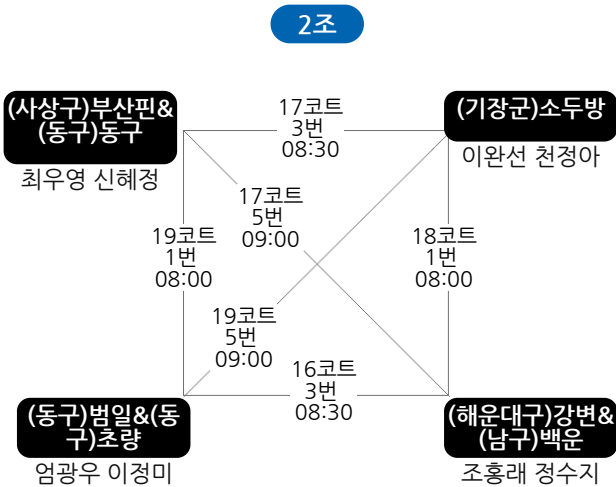 2조
(사상구)부산핀&
(동구)동구
최우영 신혜정
(기장군)소두방
이완선 천정아
17코트
3번
08:30
17코트
5번
09:00
19코트
1번
08:00
18코트
1번
08:00
19코트
5번
09:00
16코트
3번
08:30
(동구)범일&(동
구)초량
엄광우 이정미
(해운대구)강변&
(남구)백운
조홍래 정수지